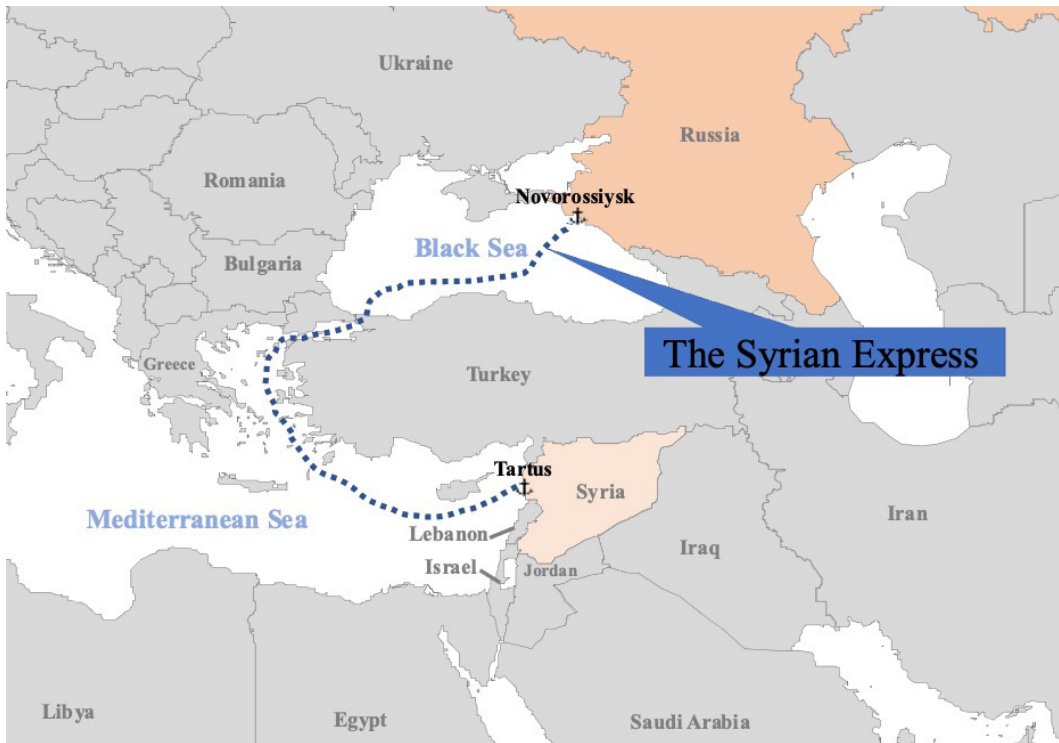 Ukraine
Russia
Romania
Novorossiysk
Black Sea
Bulgaria
The Syrian Express
Greece
Turkey
Tartus
Syria
Mediterranean Sea
Iran
Lebanon
Iraq
Israel
Jordan
Libya
Egypt
Saudi Arabia